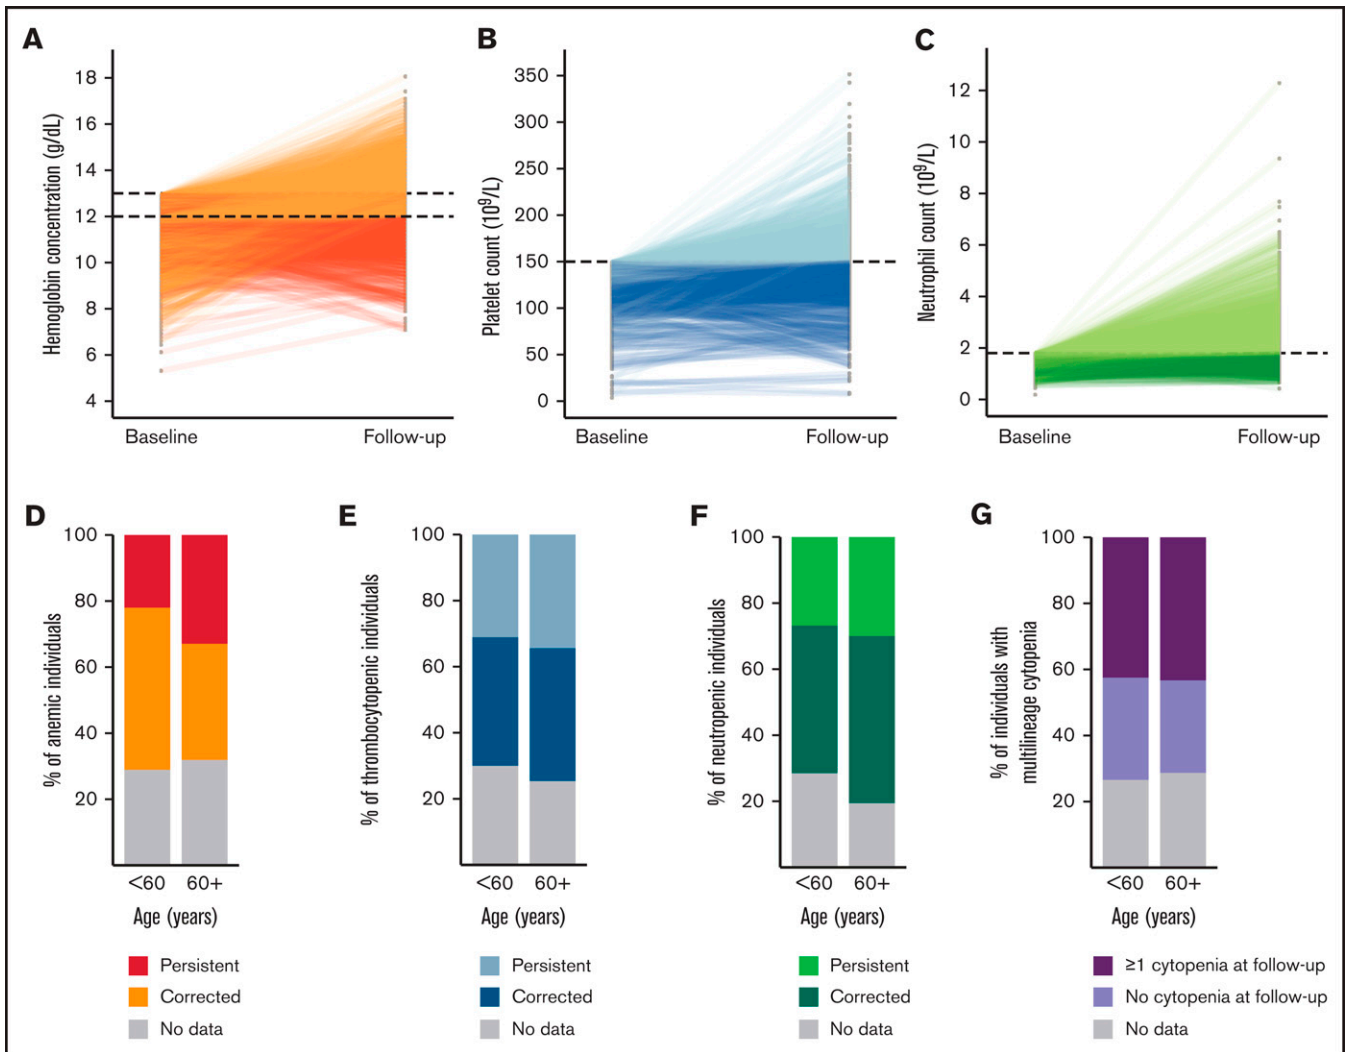 A
Hemoglobin concentration (g/dL)
18
16
14
12
10
8
6
4
Baseline
Follow-up
B
Platelet count (10⁹/L)
350
300
250
200
150
100
50
0
Baseline
Follow-up
C
Neutrophil count (10⁹/L)
12
10
8
6
4
2
0
Baseline
Follow-up
D
% of anemic individuals
100
80
60
40
20
<60
60+
Age (years)
Persistent
Corrected
No data
E
% of thrombocytopenic individuals
100
80
60
40
20
<60
60+
Age (years)
Persistent
Corrected
No data
F
% of neutropenic individuals
100
80
60
40
20
<60
60+
Age (years)
Persistent
Corrected
No data
G
% of individuals with
multilineage cytopenia
100
80
60
40
20
<60
60+
Age (years)
≥1 cytopenia at follow-up
No cytopenia at follow-up
No data